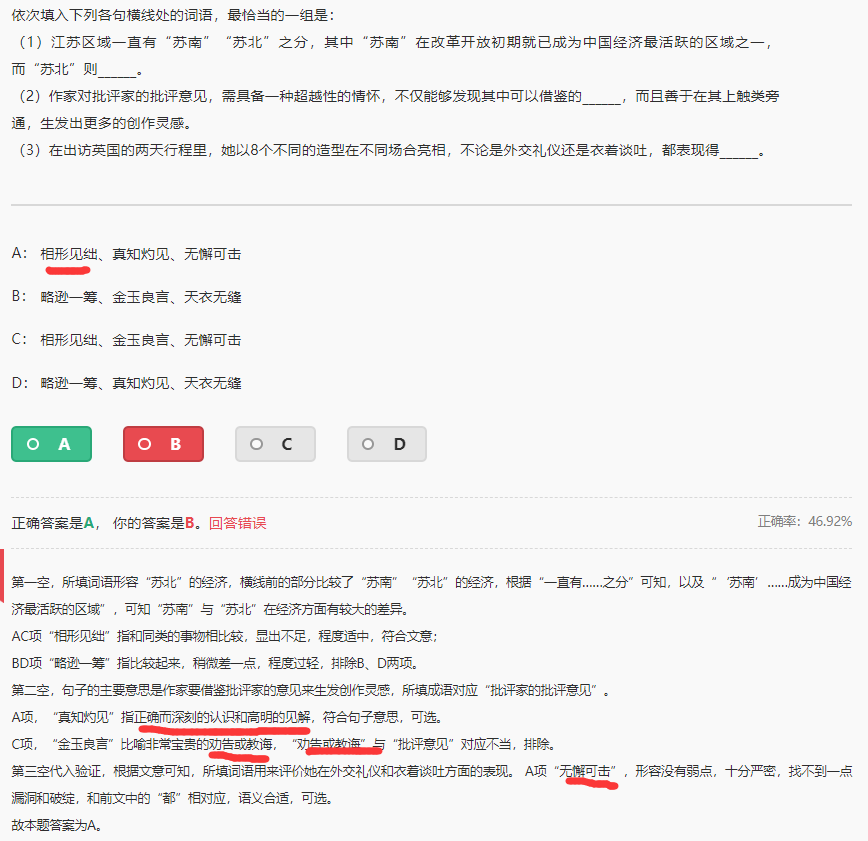 依次填入下列各句横线处的词语，最恰当的一组是：
（1）江苏区域一直有“苏南”“苏北”之分，其中“苏南”在改革开放初期就已成为中国经济最活跃的区域之一，
而“苏北”则______。
（2）作家对批评家的批评意见，需具备一种超越性的情怀，不仅能够发现其中可以借鉴的______，而且善于在其上触类旁
通，生发出更多的创作灵感。
（3）在出访英国的两天行程里，她以8个不同的造型在不同场合亮相，不论是外交礼仪还是衣着谈吐，都表现得______。
A： 相形见绌、真知灼见、无懈可击
B： 略逊一筹、金玉良言、天衣无缝
C： 相形见绌、金玉良言、无懈可击
D： 略逊一筹、真知灼见、天衣无缝
A B C D
正确答案是A， 你的答案是B。回答错误 正确率：46.92%
第一空，所填词语形容“苏北”的经济，横线前的部分比较了“苏南”“苏北”的经济，根据“一直有......之分”可知，以及“‘苏南’......成为中国经
济最活跃的区域”，可知“苏南”与“苏北”在经济方面有较大的差异。
AC项“相形见绌”指和同类的事物相比较，显出不足，程度适中，符合文意；
BD项“略逊一筹”指比较起来，稍微差一点，程度过轻，排除B、D两项。
第二空，句子的主要意思是作家要借鉴批评家的意见来生发创作灵感，所填成语对应“批评家的批评意见”。
A项，“真知灼见”指正确而深刻的认识和高明的见解，符合句子意思，可选。
C项，“金玉良言”比喻非常宝贵的劝告或教诲，“劝告或教诲”与“批评意见”对应不当，排除。
第三空代入验证，根据文意可知，所填词语用来评价她在外交礼仪和衣着谈吐方面的表现。 A项“无懈可击”，形容没有弱点，十分严密，找不到一点
漏洞和破绽，和前文中的“都”相对应，语义合适，可选。
故本题答案为A。